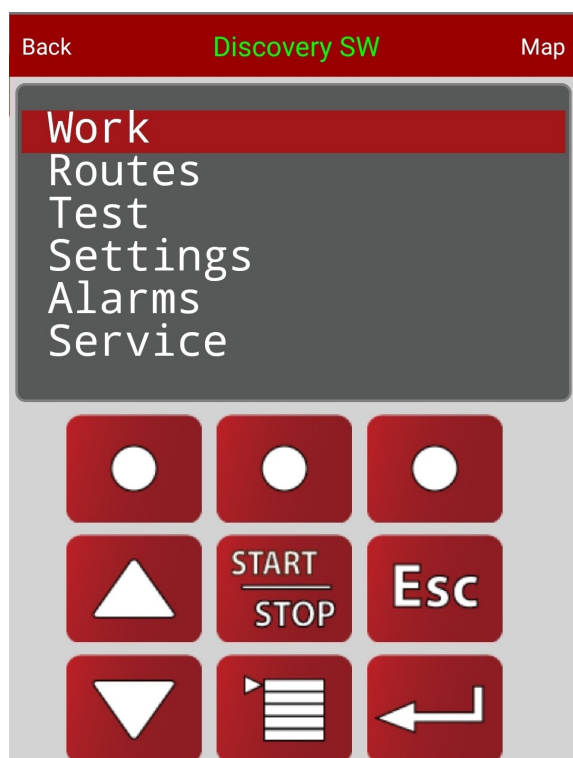 Back Discovery SW Map
Work
Routes
Test
Settings
Alarms
Service
START
STOP
Esc